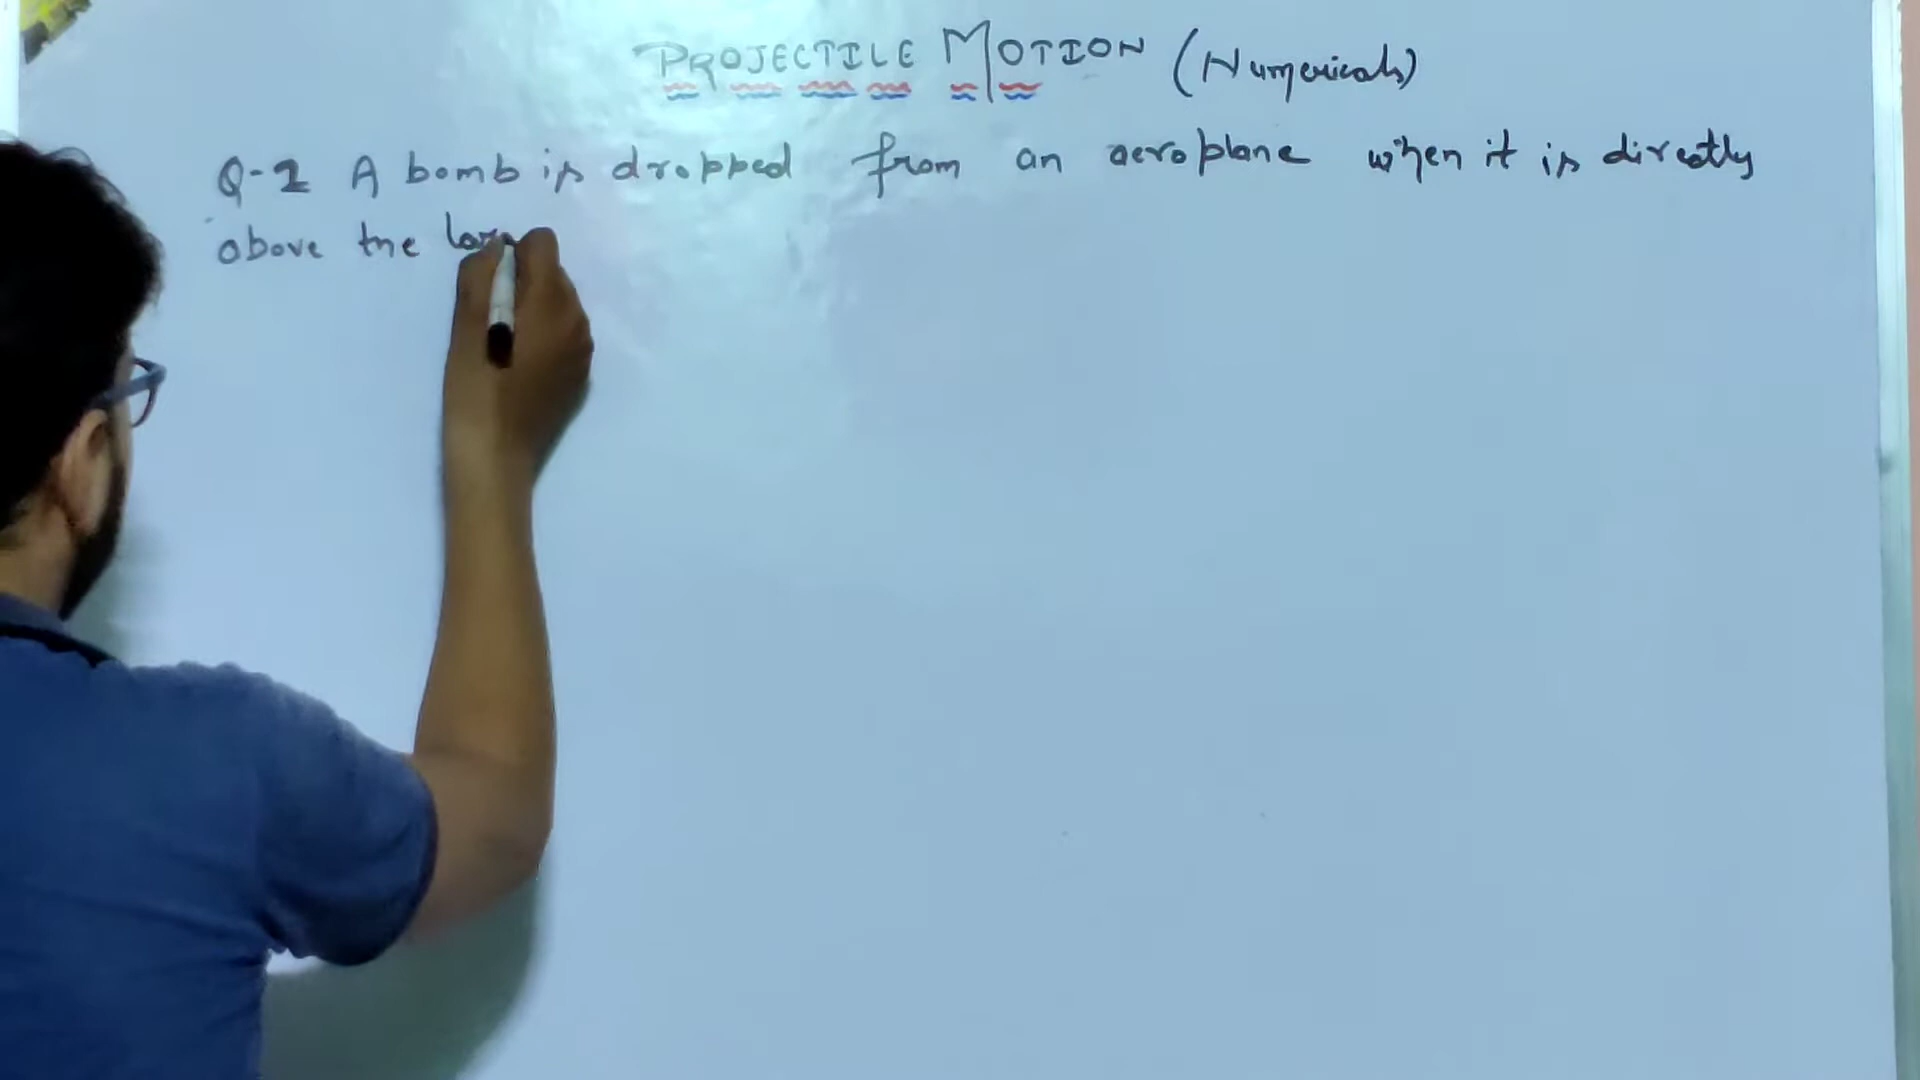 PROJECTILE MOTION (Numericals)
Q-2 A bomb is dropped from an aeroplane when it is directly
above the